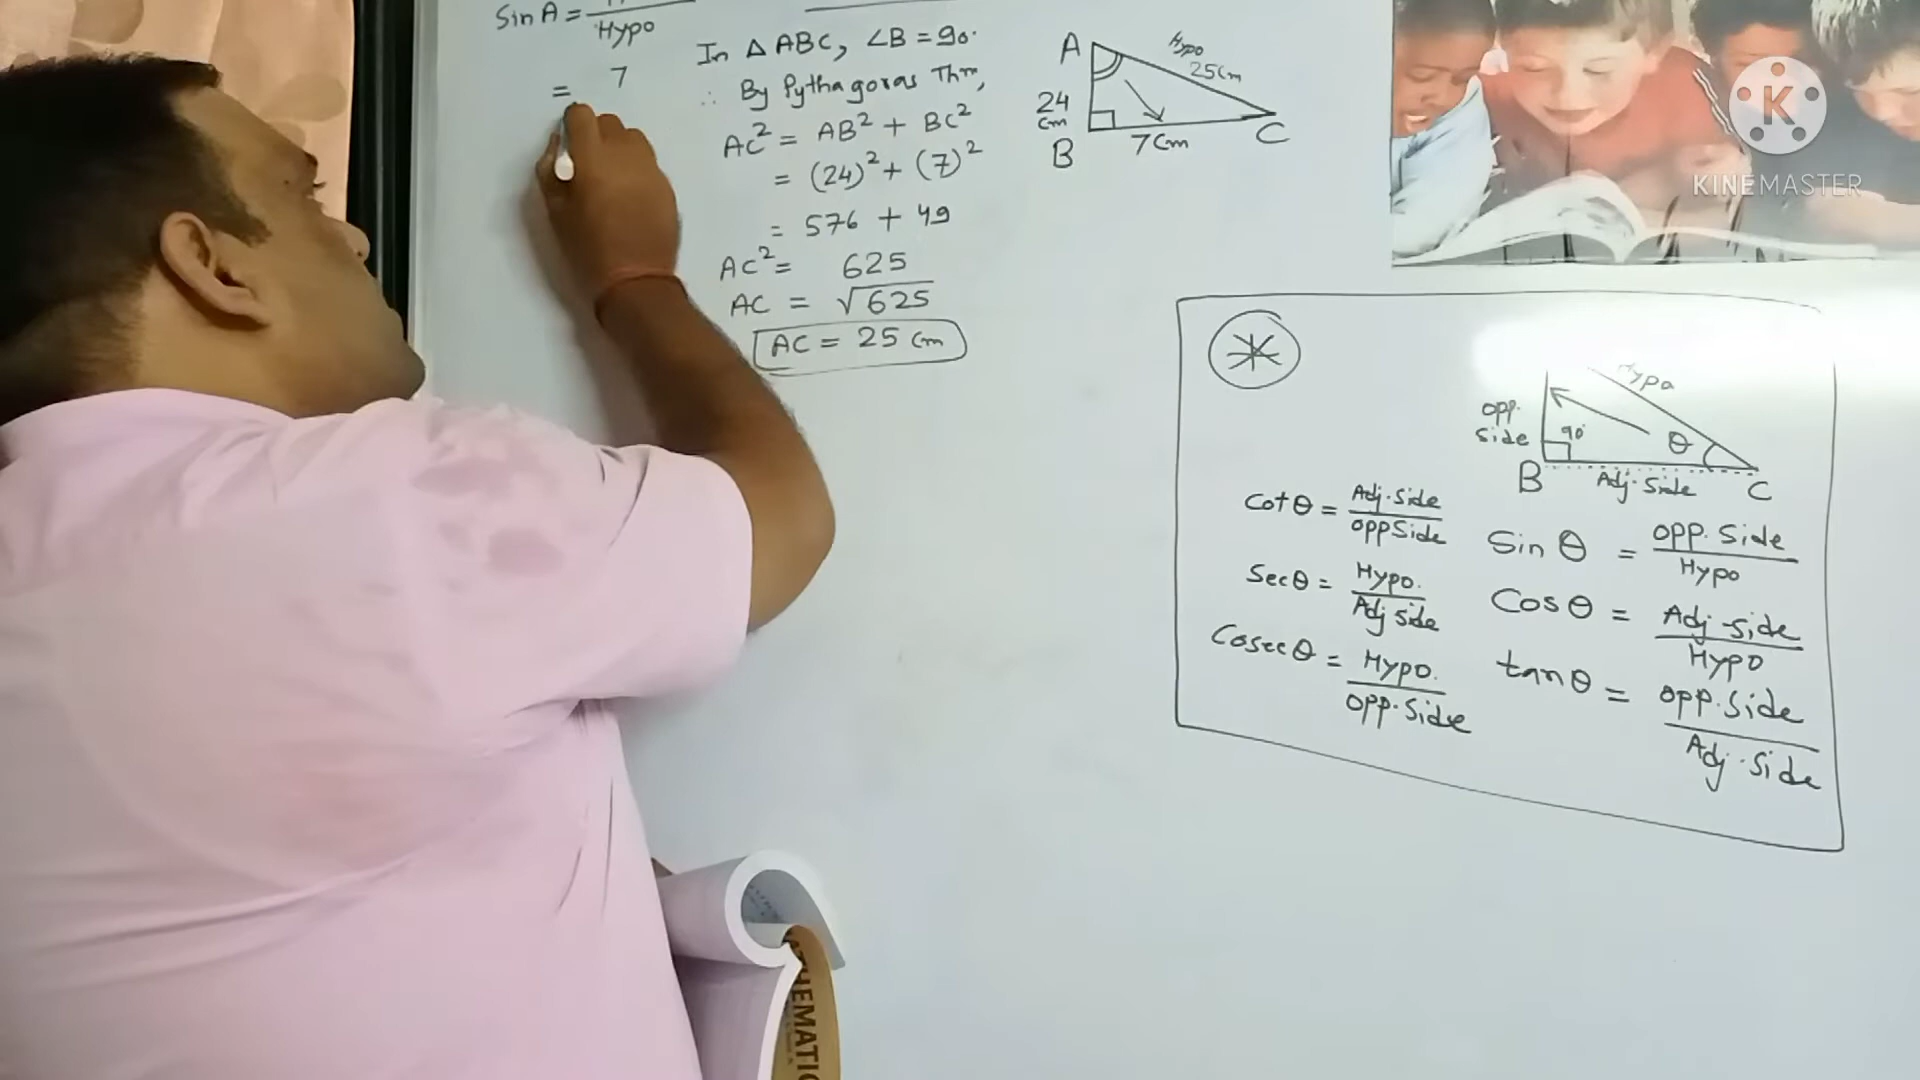 Sin A =
Hypo
= 7
In △ ABC, ∠B = 90°
∴ By Pythagoras Thm,
AC² = AB² + BC²
= (24)² + (7)²
= 576 + 49
AC² = 625
AC = √625
AC = 25 cm
A
Hypo
25cm
24
cm
B
7cm
C
K
KINEMASTER
Hypo
opp.
side
90°
θ
B
Adj. Side
C
Cot θ = Adj. side / opp Side
Sec θ = Hypo. / Adj side
Cosec θ = Hypo. / opp. Side
Sin θ = opp. Side / Hypo
Cos θ = Adj - side / Hypo
tan θ = opp. Side / Adj. Side